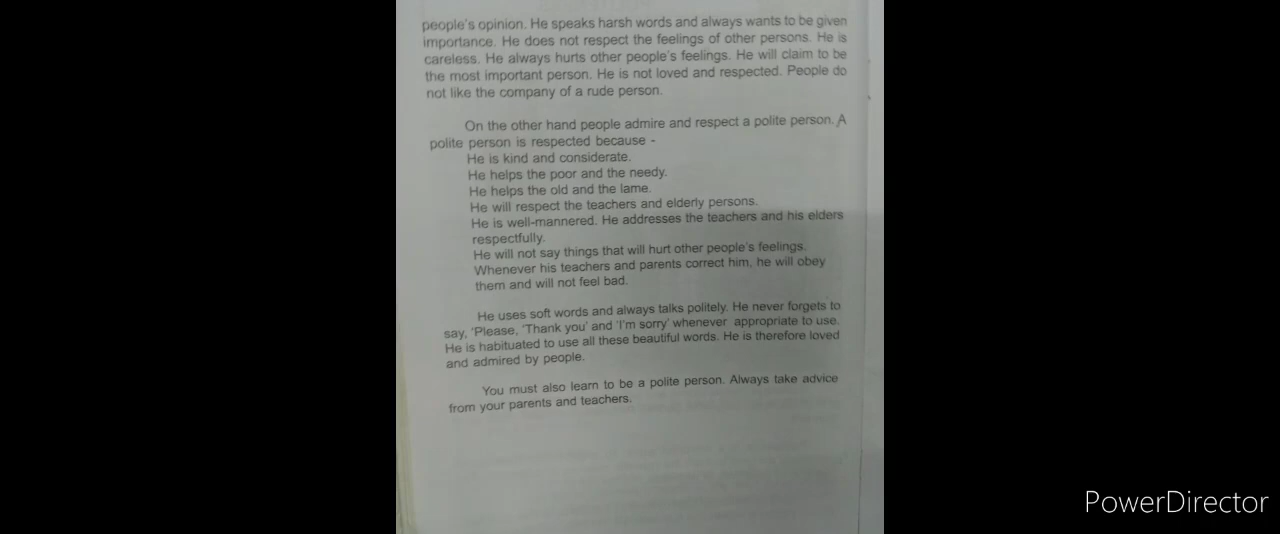 people's opinion. He speaks harsh words and always wants to be given
importance. He does not respect the feelings of other persons. He is
careless. He always hurts other people's feelings. He will claim to be
the most important person. He is not loved and respected. People do
not like the company of a rude person.
On the other hand people admire and respect a polite person. A
polite person is respected because -
He is kind and considerate.
He helps the poor and the needy.
He helps the old and the lame.
He will respect the teachers and elderly persons.
He is well-mannered. He addresses the teachers and his elders
respectfully.
He will not say things that will hurt other people's feelings.
Whenever his teachers and parents correct him, he will obey
them and will not feel bad.
He uses soft words and always talks politely. He never forgets to
say, 'Please, 'Thank you' and 'I'm sorry' whenever appropriate to use.
He is habituated to use all these beautiful words. He is therefore loved
and admired by people.
You must also learn to be a polite person. Always take advice
from your parents and teachers.
PowerDirector